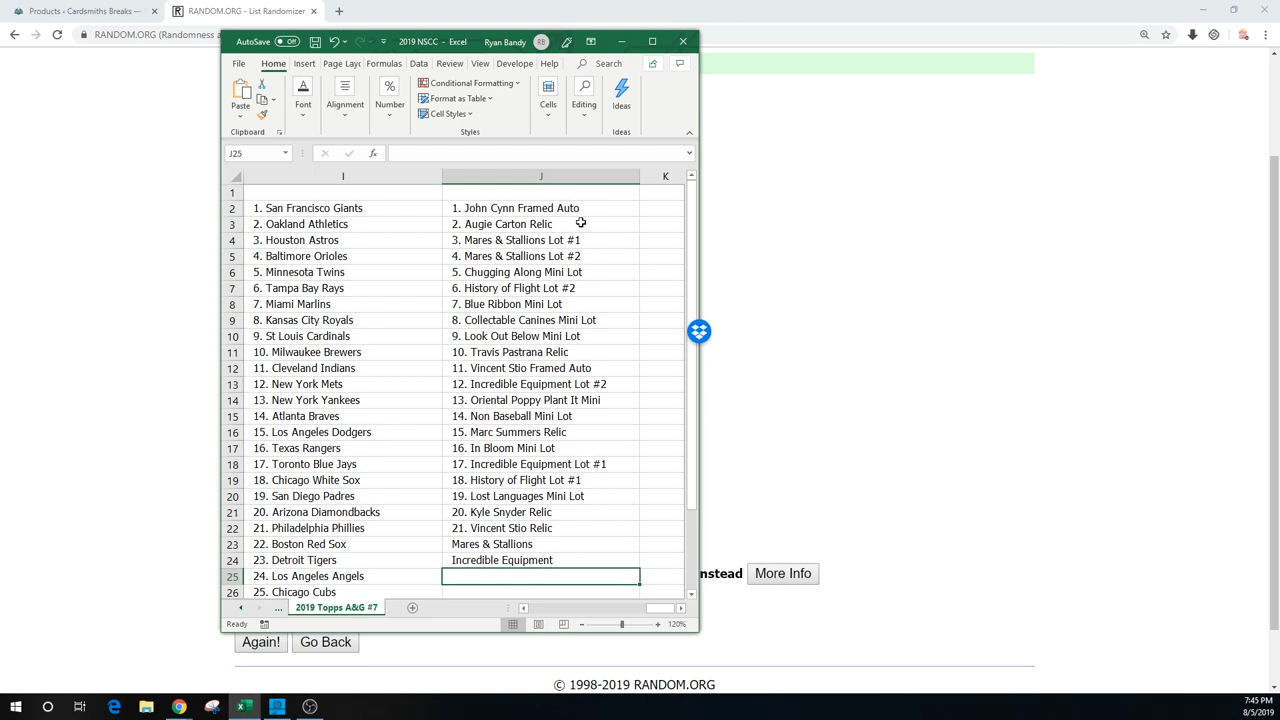 Products ‹ Cardsmiths Breaks —
RANDOM.ORG - List Randomizer
RANDOM.ORG (Randomness a
AutoSave Off
2019 NSCC - Excel
Ryan Bandy RB
File Home Insert Page Layc Formulas Data Review View Develope Help Search
Paste Font Alignment Number
Conditional Formatting
Format as Table
Cell Styles
Cells Editing Ideas
Clipboard Styles Ideas
J25 fx
I J K
1
2 1. San Francisco Giants 1. John Cynn Framed Auto
3 2. Oakland Athletics 2. Augie Carton Relic
4 3. Houston Astros 3. Mares & Stallions Lot #1
5 4. Baltimore Orioles 4. Mares & Stallions Lot #2
6 5. Minnesota Twins 5. Chugging Along Mini Lot
7 6. Tampa Bay Rays 6. History of Flight Lot #2
8 7. Miami Marlins 7. Blue Ribbon Mini Lot
9 8. Kansas City Royals 8. Collectable Canines Mini Lot
10 9. St Louis Cardinals 9. Look Out Below Mini Lot
11 10. Milwaukee Brewers 10. Travis Pastrana Relic
12 11. Cleveland Indians 11. Vincent Stio Framed Auto
13 12. New York Mets 12. Incredible Equipment Lot #2
14 13. New York Yankees 13. Oriental Poppy Plant It Mini
15 14. Atlanta Braves 14. Non Baseball Mini Lot
16 15. Los Angeles Dodgers 15. Marc Summers Relic
17 16. Texas Rangers 16. In Bloom Mini Lot
18 17. Toronto Blue Jays 17. Incredible Equipment Lot #1
19 18. Chicago White Sox 18. History of Flight Lot #1
20 19. San Diego Padres 19. Lost Languages Mini Lot
21 20. Arizona Diamondbacks 20. Kyle Snyder Relic
22 21. Philadelphia Phillies 21. Vincent Stio Relic
23 22. Boston Red Sox Mares & Stallions
24 23. Detroit Tigers Incredible Equipment
25 24. Los Angeles Angels
26 25. Chicago Cubs
... 2019 Topps A&G #7
Ready 120%
nstead More Info
Again! Go Back
© 1998-2019 RANDOM.ORG
7:45 PM
8/5/2019